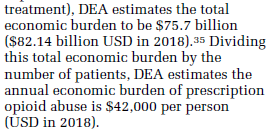 treatment), DEA estimates the total
economic burden to be $75.7 billion
($82.14 billion USD in 2018).35 Dividing
this total economic burden by the
number of patients, DEA estimates the
annual economic burden of prescription
opioid abuse is $42,000 per person
(USD in 2018).